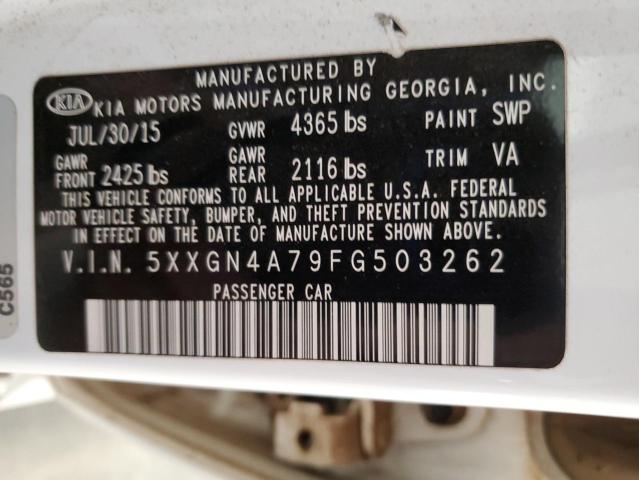 MANUFACTURED BY
KIA KIA MOTORS MANUFACTURING GEORGIA, INC.
JUL/30/15 GVWR 4365 lbs PAINT SWP
GAWR FRONT 2425 lbs GAWR REAR 2116 lbs TRIM VA
THIS VEHICLE CONFORMS TO ALL APPLICABLE U.S.A. FEDERAL
MOTOR VEHICLE SAFETY, BUMPER, AND THEFT PREVENTION STANDARDS
IN EFFECT ON THE DATE OF MANUFACTURE SHOWN ABOVE.
V.I.N. 5XXGN4A79FG503262
PASSENGER CAR
C565